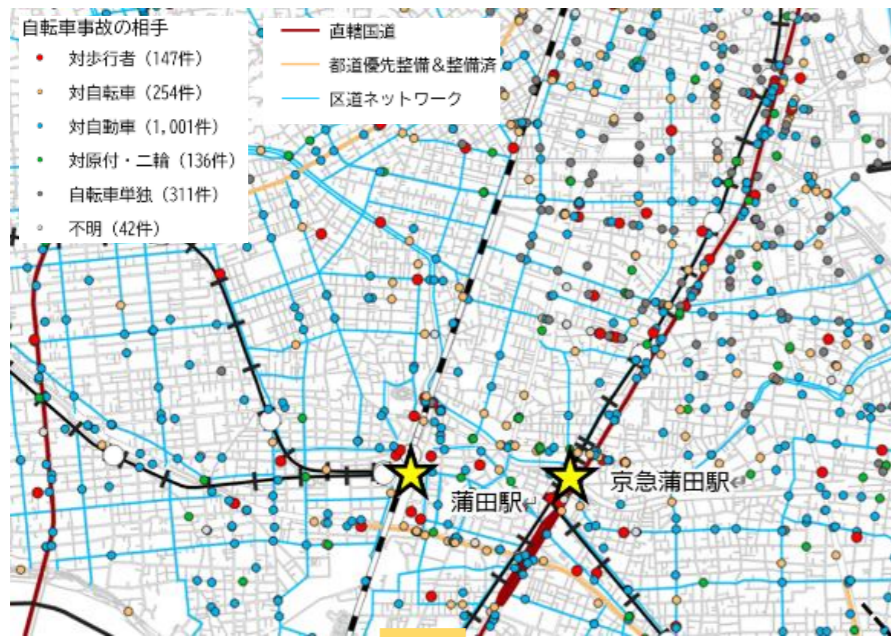 自転車事故の相手
対歩行者（147件）
対自転車（254件）
対自動車（1,001件）
対原付・二輪（136件）
自転車単独（311件）
不明（42件）
直轄国道
都道優先整備＆整備済
区道ネットワーク
蒲田駅↵
京急蒲田駅↵